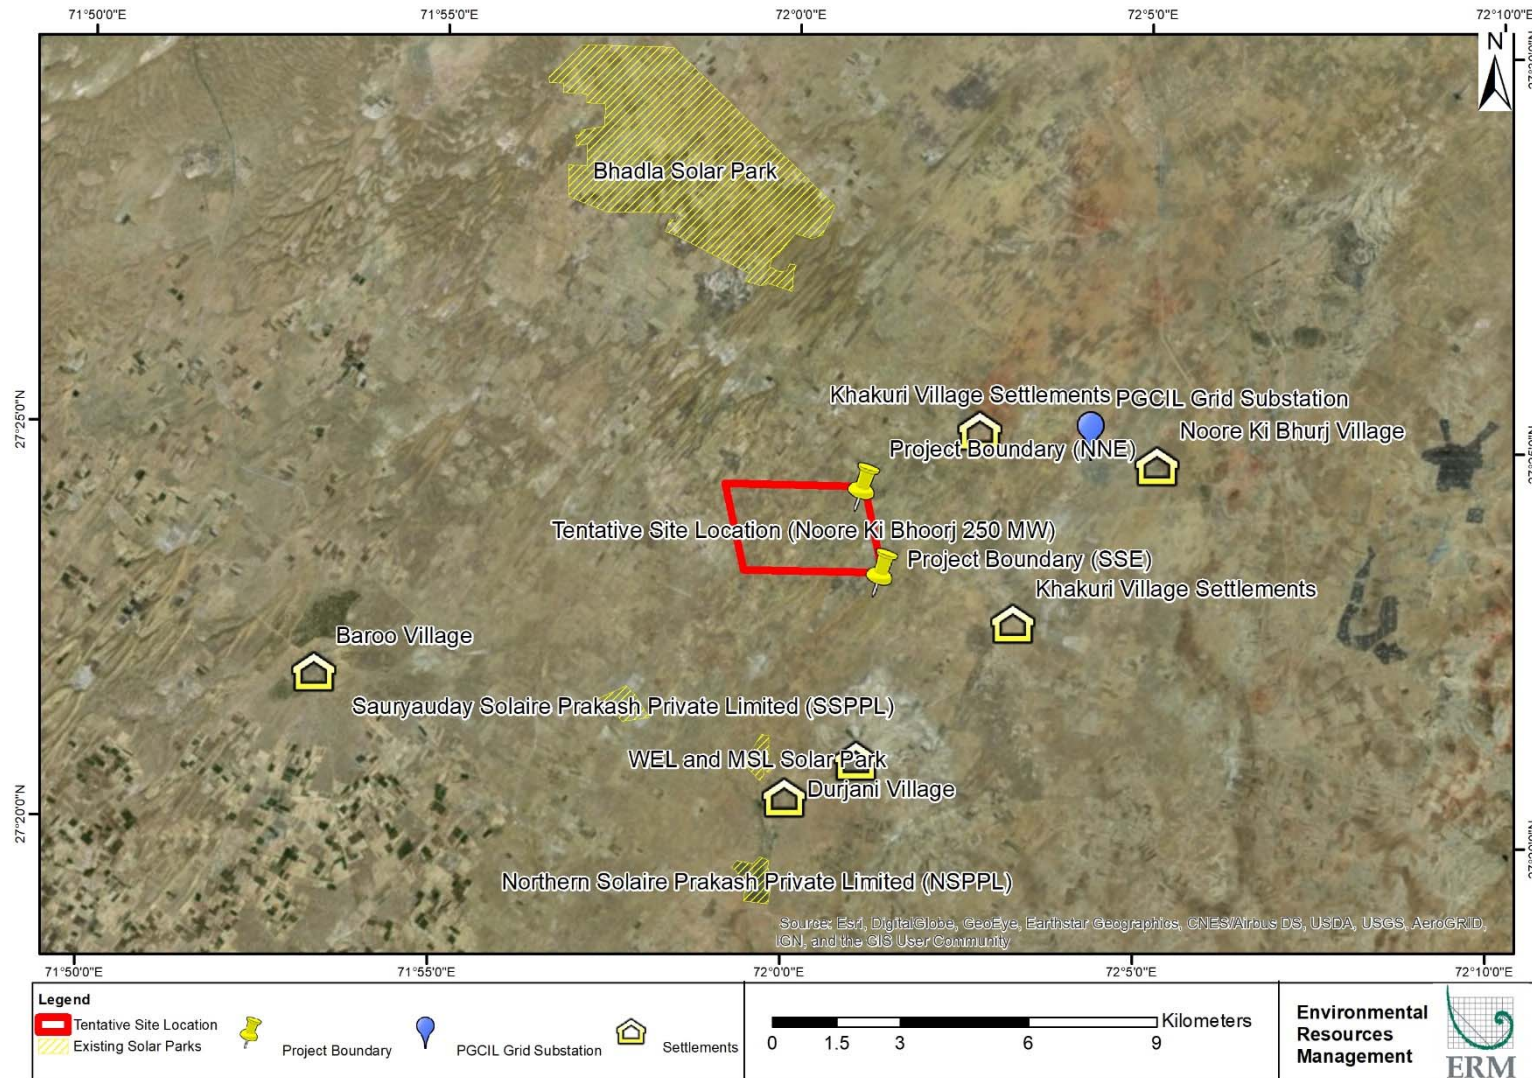 71°50'0"E
71°55'0"E
72°0'0"E
72°5'0"E
72°10'0"E
N
Bhadla Solar Park
27°25'0"N
Khakuri Village Settlements
PGCIL Grid Substation
Noore Ki Bhurj Village
Project Boundary (NNE)
27°25'0"N
Tentative Site Location (Noore Ki Bhoorj 250 MW)
Project Boundary (SSE)
Khakuri Village Settlements
Baroo Village
Sauryauday Solaire Prakash Private Limited (SSPPL)
WEL and MSL Solar Park
Durjani Village
27°20'0"N
Northern Solaire Prakash Private Limited (NSPPL)
Source: Esri, DigitalGlobe, GeoEye, Earthstar Geographics, CNES/Airbus DS, USDA, USGS, AeroGRID,
IGN, and the GIS User Community
71°50'0"E
71°55'0"E
72°0'0"E
72°5'0"E
72°10'0"E
Legend
Tentative Site Location
Existing Solar Parks
Project Boundary
PGCIL Grid Substation
Settlements
Kilometers
0 1.5 3 6 9
Environmental
Resources
Management
ERM